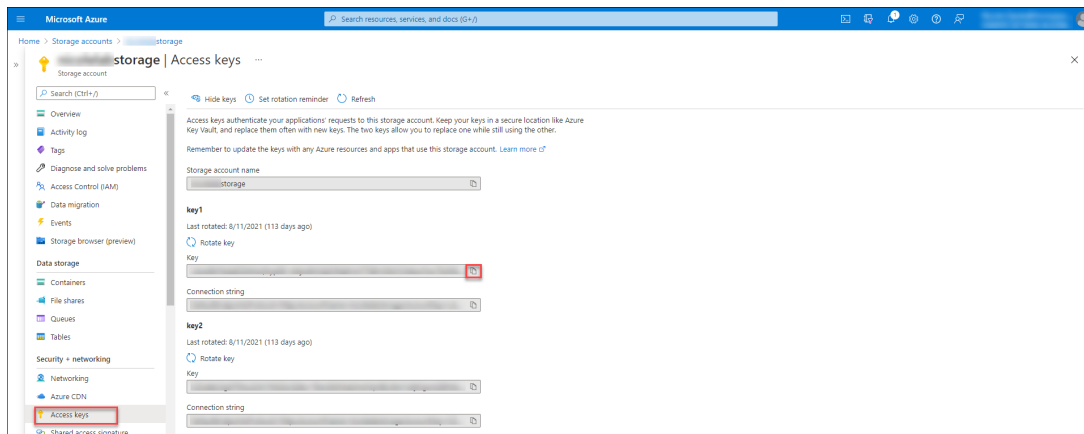 Microsoft Azure
Search resources, services, and docs (G+/)
1
Home > Storage accounts > storage
storage | Access keys ...
Storage account
Search (Ctrl+/)
Overview
Activity log
Tags
Diagnose and solve problems
Access Control (IAM)
Data migration
Events
Storage browser (preview)
Data storage
Containers
File shares
Queues
Tables
Security + networking
Networking
Azure CDN
Access keys
Shared access signature
Hide keys Set rotation reminder Refresh
Access keys authenticate your applications' requests to this storage account. Keep your keys in a secure location like Azure
Key Vault, and replace them often with new keys. The two keys allow you to replace one while still using the other.
Remember to update the keys with any Azure resources and apps that use this storage account. Learn more
Storage account name
storage
key1
Last rotated: 8/11/2021 (113 days ago)
Rotate key
Key
Connection string
key2
Last rotated: 8/11/2021 (113 days ago)
Rotate key
Key
Connection string